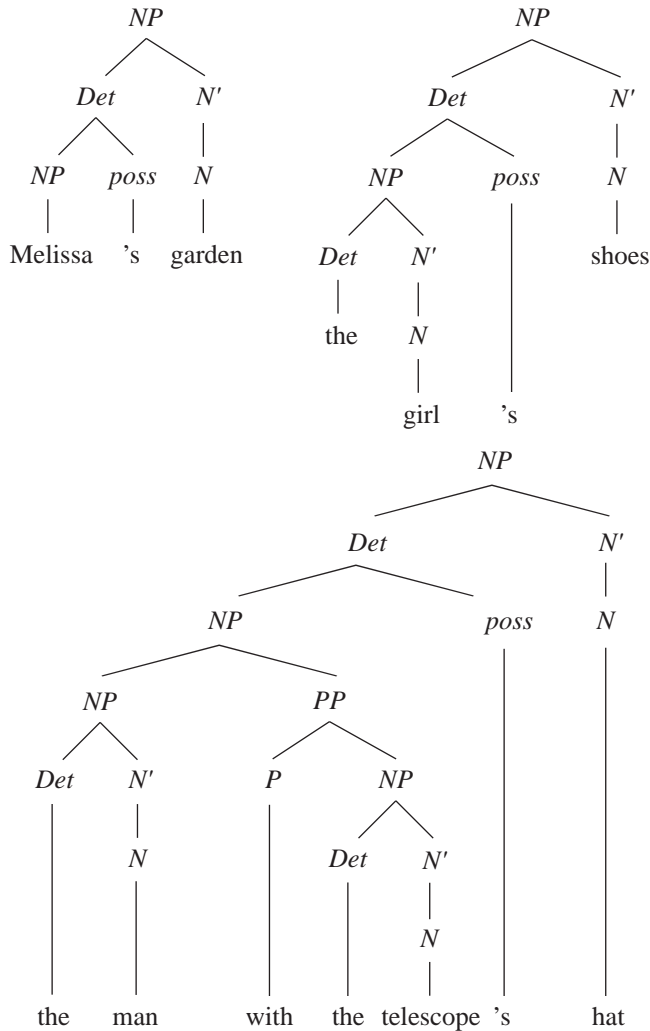 NP NP
Det N' Det N'
NP poss N NP poss N
Melissa 's garden Det N' shoes
the N
girl 's
NP
Det N'
NP poss N
NP PP
Det N' P NP
N Det N'
N
the man with the telescope 's hat